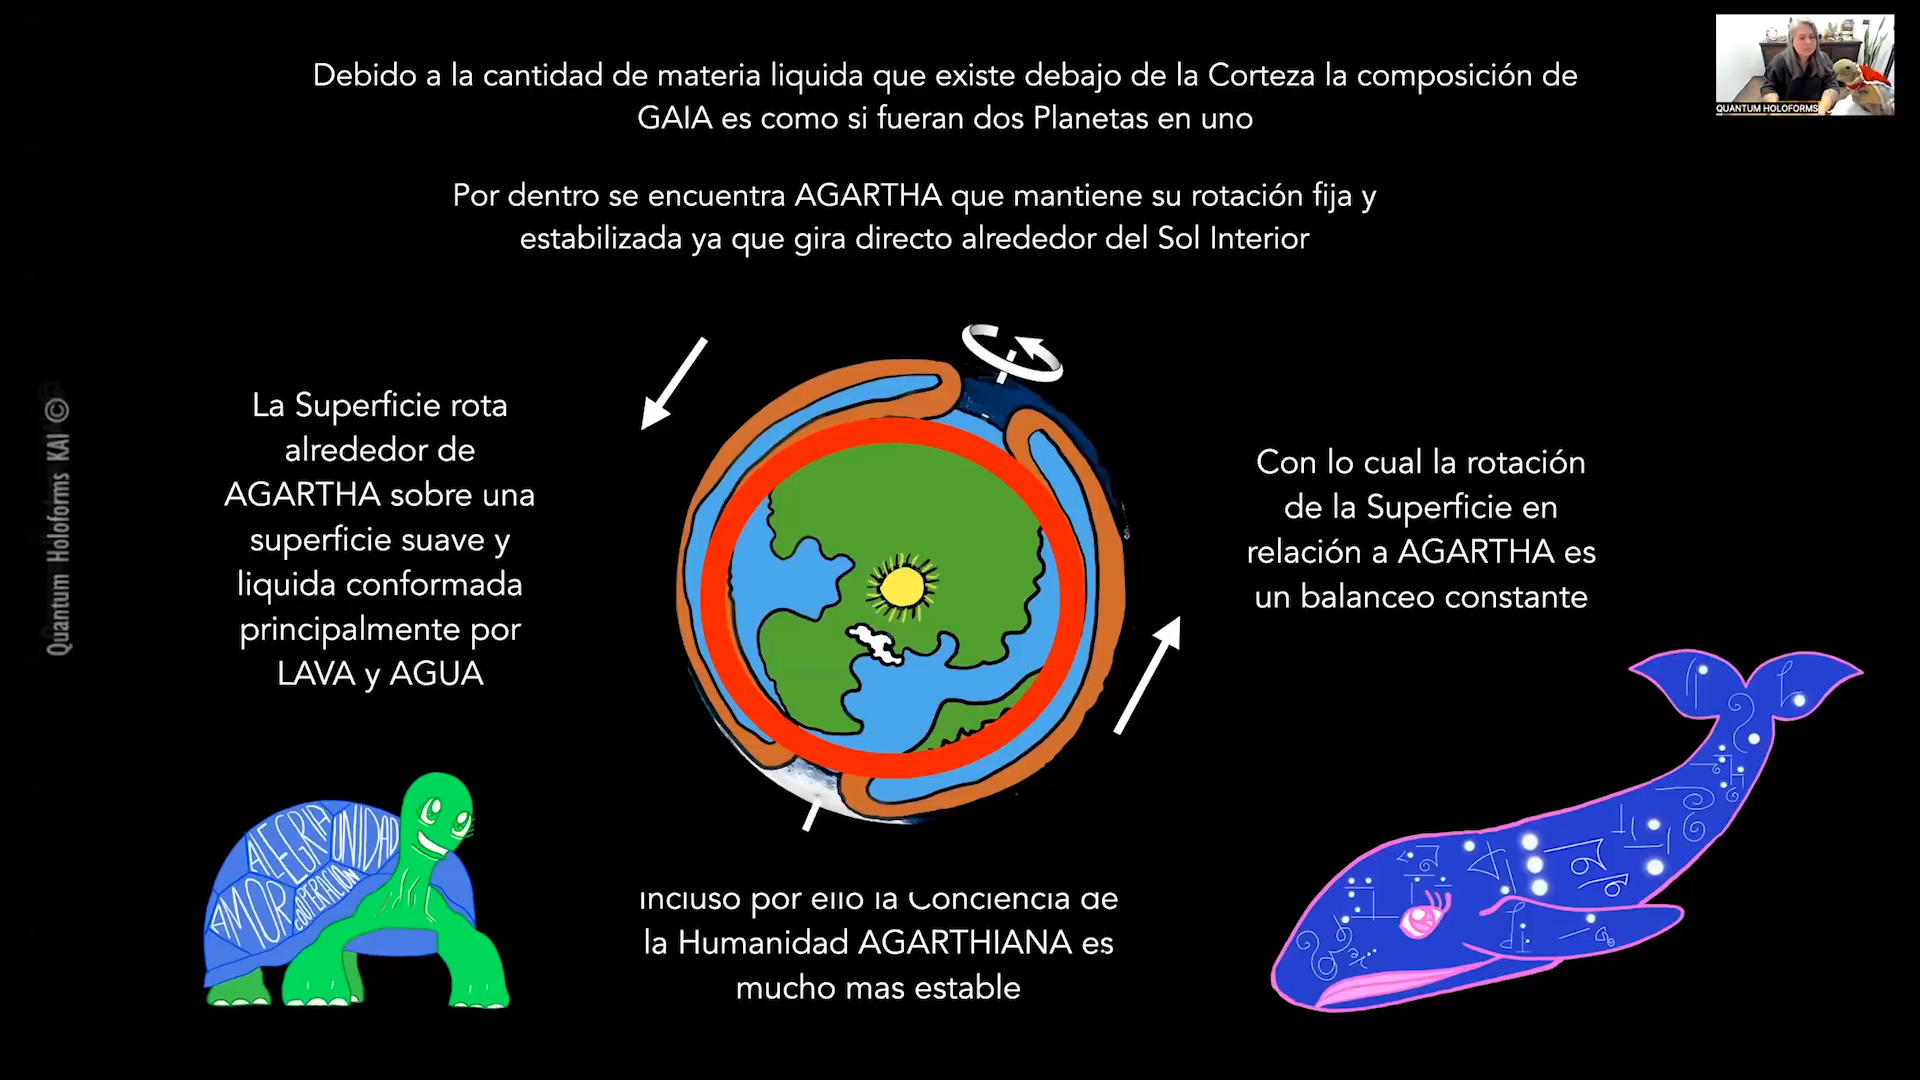 Debido a la cantidad de materia liquida que existe debajo de la Corteza la composición de
GAIA es como si fueran dos Planetas en uno
QUANTUM HOLOFORMS
Por dentro se encuentra AGARTHA que mantiene su rotación fija y
estabilizada ya que gira directo alrededor del Sol Interior
La Superficie rota
alrededor de
AGARTHA sobre una
superficie suave y
liquida conformada
principalmente por
LAVA y AGUA
Con lo cual la rotación
de la Superficie en
relación a AGARTHA es
un balanceo constante
Quantum Holoforms KAI ©
ALEGRIA
UNIDAD
AMOR
COOPERACION
Incluso por ello la Conciencia de
la Humanidad AGARTHIANA es
mucho mas estable